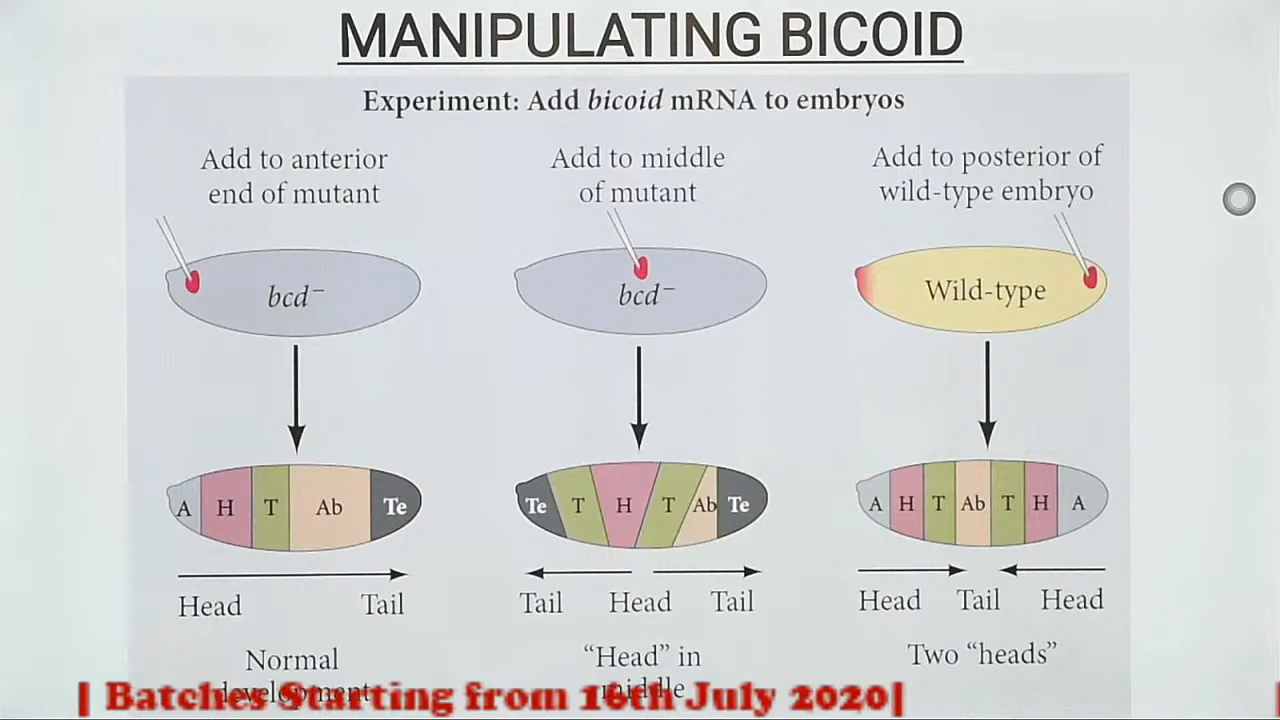 MANIPULATING BICOID
Experiment: Add bicoid mRNA to embryos
Add to anterior
end of mutant
Add to middle
of mutant
Add to posterior of
wild-type embryo
bcd−
bcd−
Wild-type
A H T Ab Te
Te T H T Ab Te
A H T Ab T H A
Head Tail
Tail Head Tail
Head Tail Head
Normal
development
“Head” in
middle
Two “heads”
| Batches Starting from 16th July 2020|